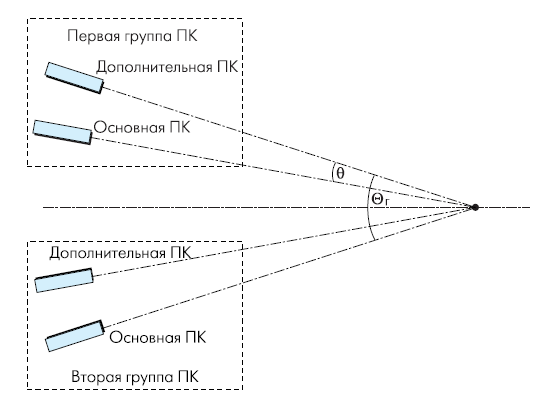 Первая группа ПК
Дополнительная ПК
Основная ПК
θ
Θг
Дополнительная ПК
Основная ПК
Вторая группа ПК